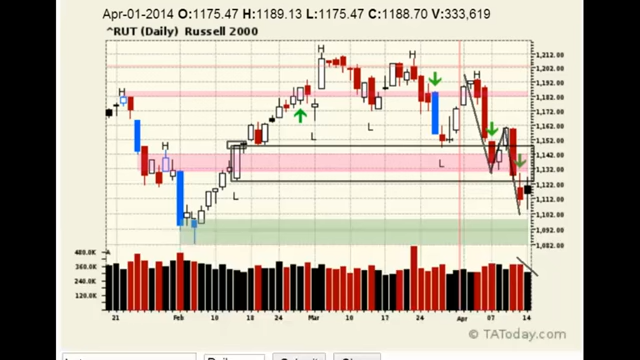 Apr-01-2014 O:1175.47 H:1189.13 L:1175.47 C:1188.70 V:333,619
^RUT (Daily) Russell 2000
H H H H H
L L L L L
1,212.00
1,202.00
1,192.00
1,182.00
1,172.00
1,162.00
1,152.00
1,142.00
1,132.00
1,122.00
1,112.00
1,102.00
1,092.00
1,082.00
480.0K
360.0K
240.0K
120.0K
21 Feb 10 18 24 Mar 10 17 24 Apr 07 14
© TAToday.com